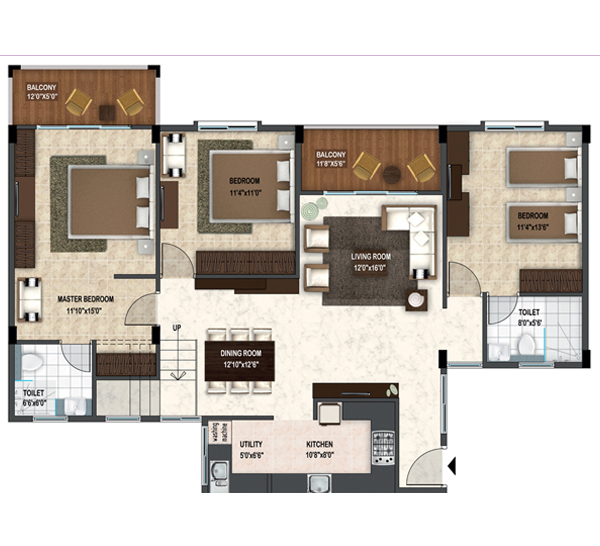 BALCONY
12'0"X5'0"
BEDROOM
11'4"x11'0"
BALCONY
11'8"X5'6"
BEDROOM
11'4"x13'6"
LIVING ROOM
12'0"x16'0"
MASTER BEDROOM
11'10"x15'0"
UP
TOILET
8'0"x5'6"
DINING ROOM
12'10"x12'6"
TOILET
6'6"x6'0"
WASHING
MACHINE
UTILITY
5'0"x6'6"
KITCHEN
10'8"x8'0"